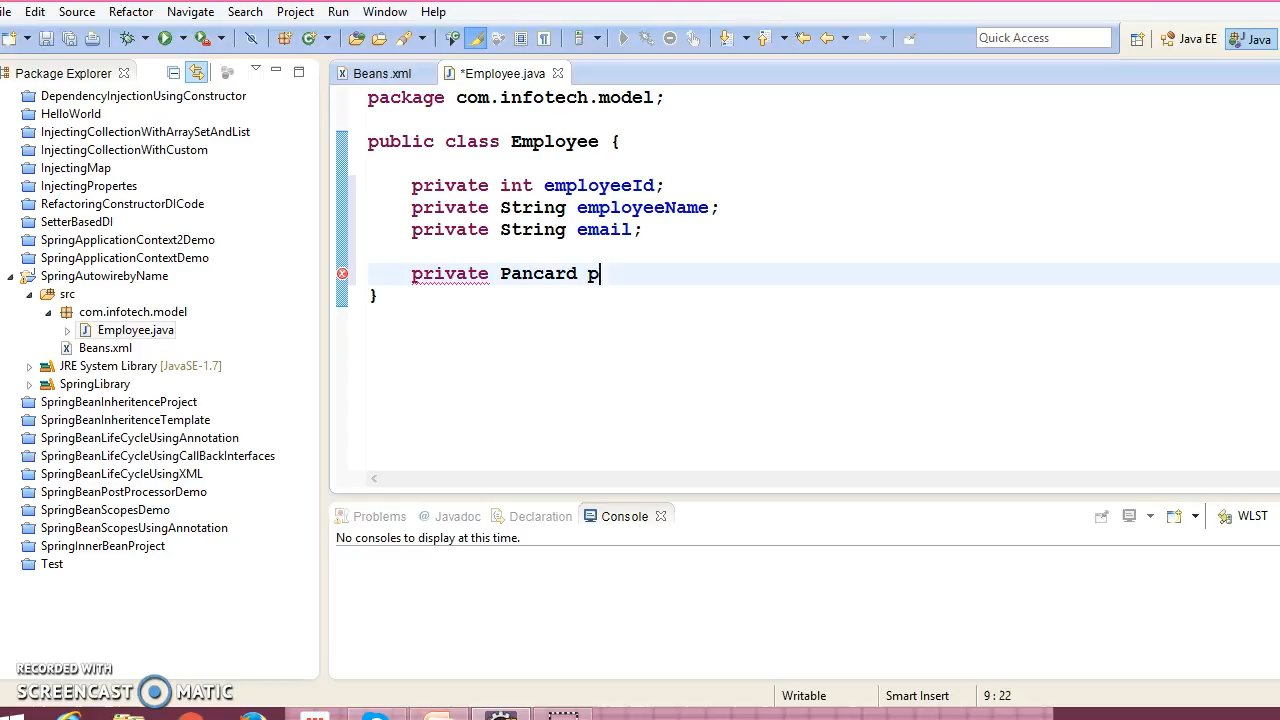 ile Edit Source Refactor Navigate Search Project Run Window Help
Quick Access
Java EE
Java
Package Explorer
Beans.xml
*Employee.java
DependencyInjectionUsingConstructor
HelloWorld
InjectingCollectionWithArraySetAndList
InjectingCollectionWithCustom
InjectingMap
InjectingPropertes
RefactoringConstructorDICode
SetterBasedDI
SpringApplicationContext2Demo
SpringApplicationContextDemo
SpringAutowirebyName
src
com.infotech.model
Employee.java
Beans.xml
JRE System Library [JavaSE-1.7]
SpringLibrary
SpringBeanInheritenceProject
SpringBeanInheritenceTemplate
SpringBeanLifeCycleUsingAnnotation
SpringBeanLifeCycleUsingCallBackInterfaces
SpringBeanLifeCycleUsingXML
SpringBeanPostProcessorDemo
SpringBeanScopesDemo
SpringBeanScopesUsingAnnotation
SpringInnerBeanProject
Test
package com.infotech.model;
public class Employee {
private int employeeId;
private String employeeName;
private String email;
private Pancard p
}
Problems
@ Javadoc
Declaration
Console
WLST
No consoles to display at this time.
RECORDED WITH
SCREENCAST MATIC
Writable
Smart Insert
9 : 22